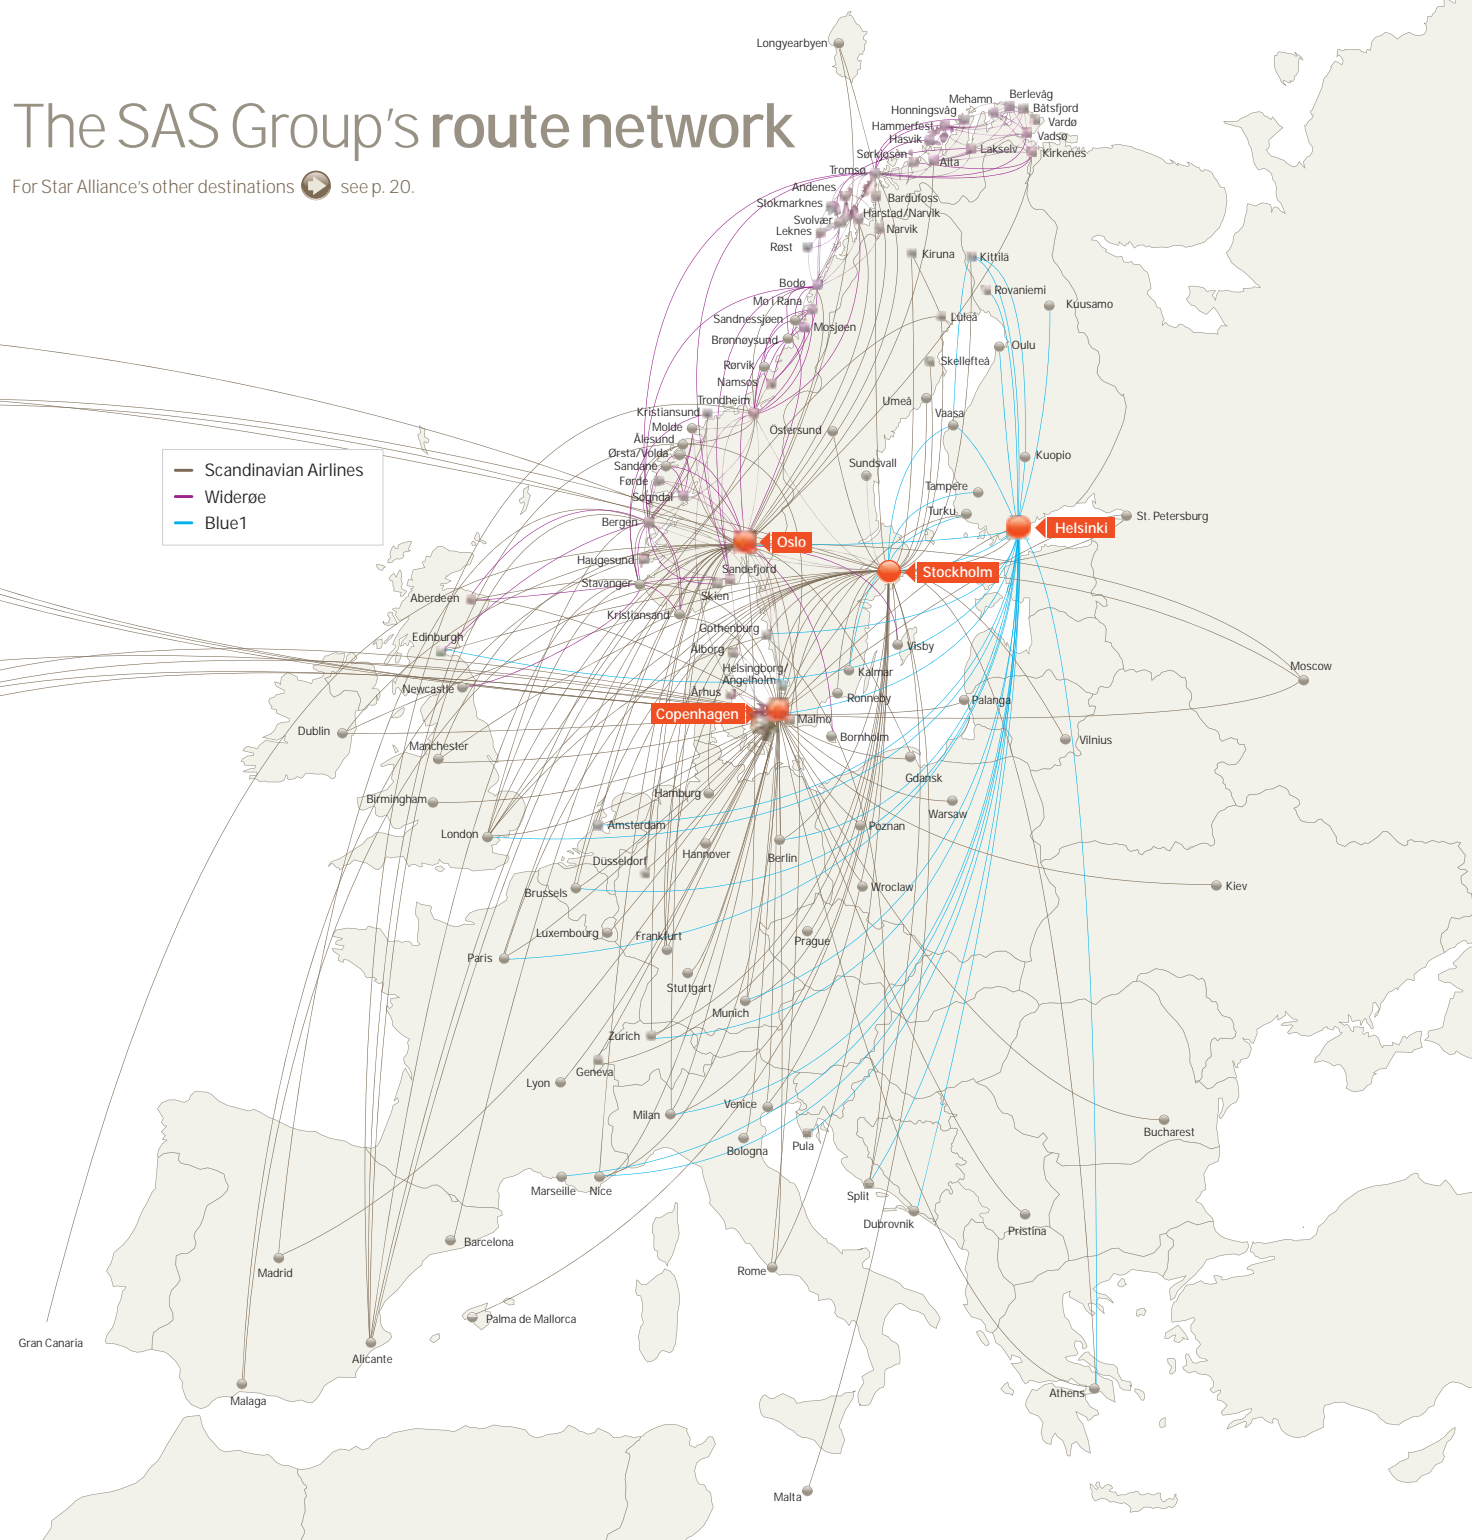 The SAS Group's route network
For Star Alliance's other destinations see p. 20.
Scandinavian Airlines
Widerøe
Blue1
Longyearbyen
Mehamn
Berlevåg
Honningsvåg
Båtsfjord
Hammerfest
Vardø
Hasvik
Vadsø
Sørkjosen
Lakselv
Kirkenes
Alta
Tromsø
Andenes
Bardufoss
Stokmarknes
Harstad/Narvik
Svolvær
Narvik
Leknes
Røst
Kiruna
Kittilä
Bodø
Rovaniemi
Mo i Rana
Kuusamo
Sandnessjøen
Luleå
Mosjøen
Brønnøysund
Oulu
Rørvik
Skellefteå
Namsos
Trondheim
Umeå
Kristiansund
Vaasa
Molde
Östersund
Ålesund
Ørsta/Volda
Kuopio
Sandane
Sundsvall
Førde
Tampere
Sogndal
Turku
St. Petersburg
Bergen
Helsinki
Oslo
Haugesund
Sandefjord
Stockholm
Stavanger
Skien
Aberdeen
Kristiansand
Gothenburg
Edinburgh
Ålborg
Visby
Helsingborg/
Ängelholm
Kalmar
Moscow
Newcastle
Århus
Ronneby
Palanga
Copenhagen
Malmö
Dublin
Bornholm
Vilnius
Manchester
Gdansk
Hamburg
Birmingham
Warsaw
London
Amsterdam
Poznan
Hannover
Berlin
Düsseldorf
Brussels
Wroclaw
Kiev
Luxembourg
Frankfurt
Prague
Paris
Stuttgart
Munich
Zürich
Geneva
Lyon
Milan
Venice
Bucharest
Pula
Bologna
Marseille
Nice
Split
Dubrovnik
Pristina
Barcelona
Madrid
Rome
Palma de Mallorca
Gran Canaria
Alicante
Malaga
Athens
Malta